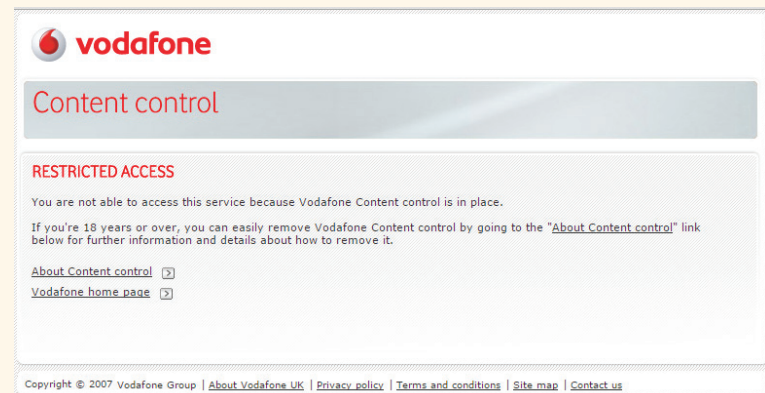 vodafone
Content control
RESTRICTED ACCESS
You are not able to access this service because Vodafone Content control is in place.
If you're 18 years or over, you can easily remove Vodafone Content control by going to the "About Content control" link
below for further information and details about how to remove it.
About Content control
Vodafone home page
Copyright © 2007 Vodafone Group | About Vodafone UK | Privacy policy | Terms and conditions | Site map | Contact us